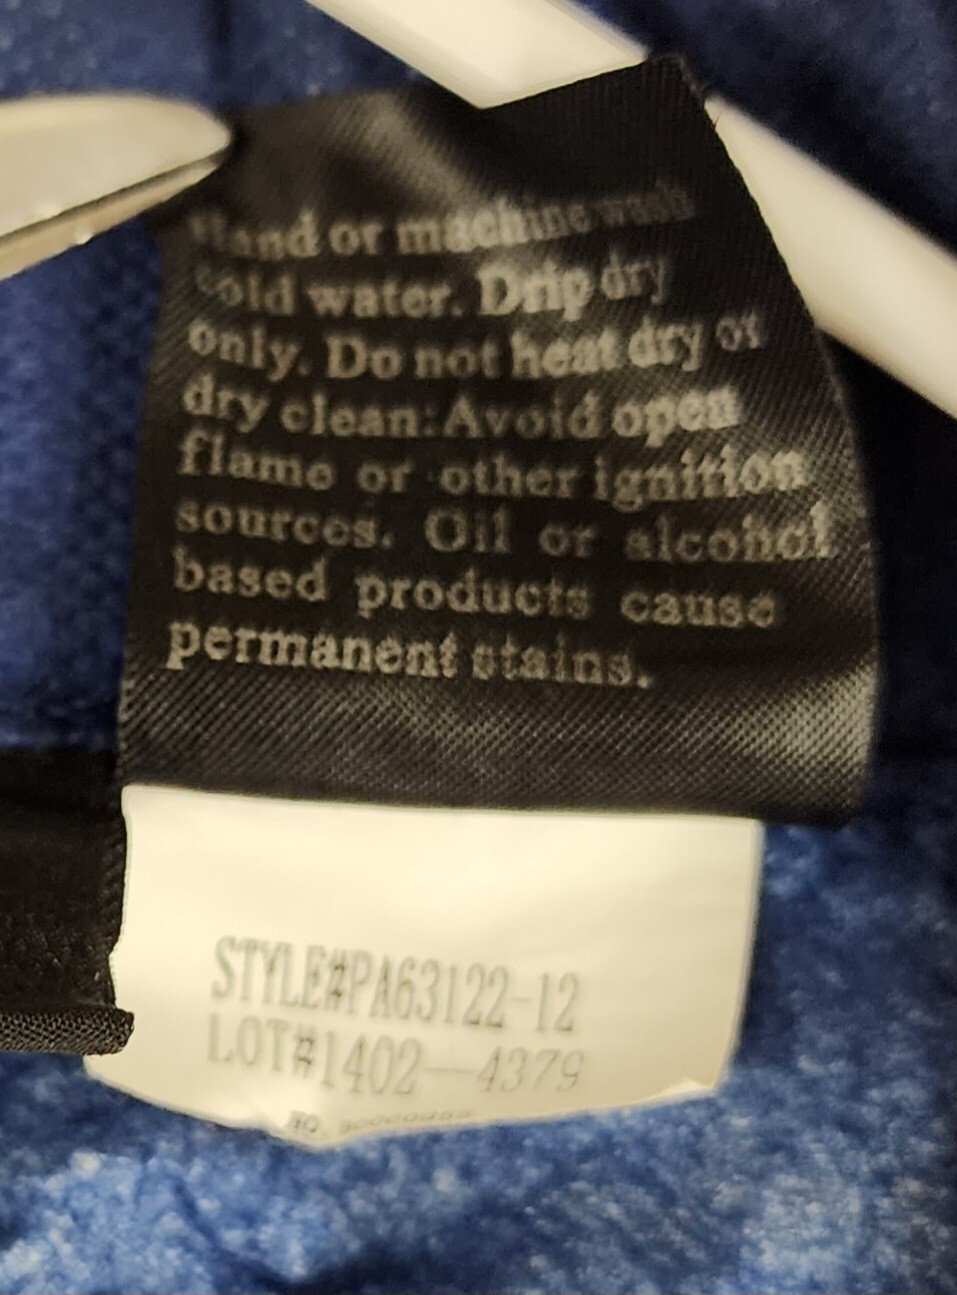 Hand or machine wash
cold water. Drip dry
only. Do not heat dry or
dry clean. Avoid open
flame or other ignition
sources. Oil or alcohol
based products cause
permanent stains.
STYLE#PA63122-12
LOT#1402-4379
NO.